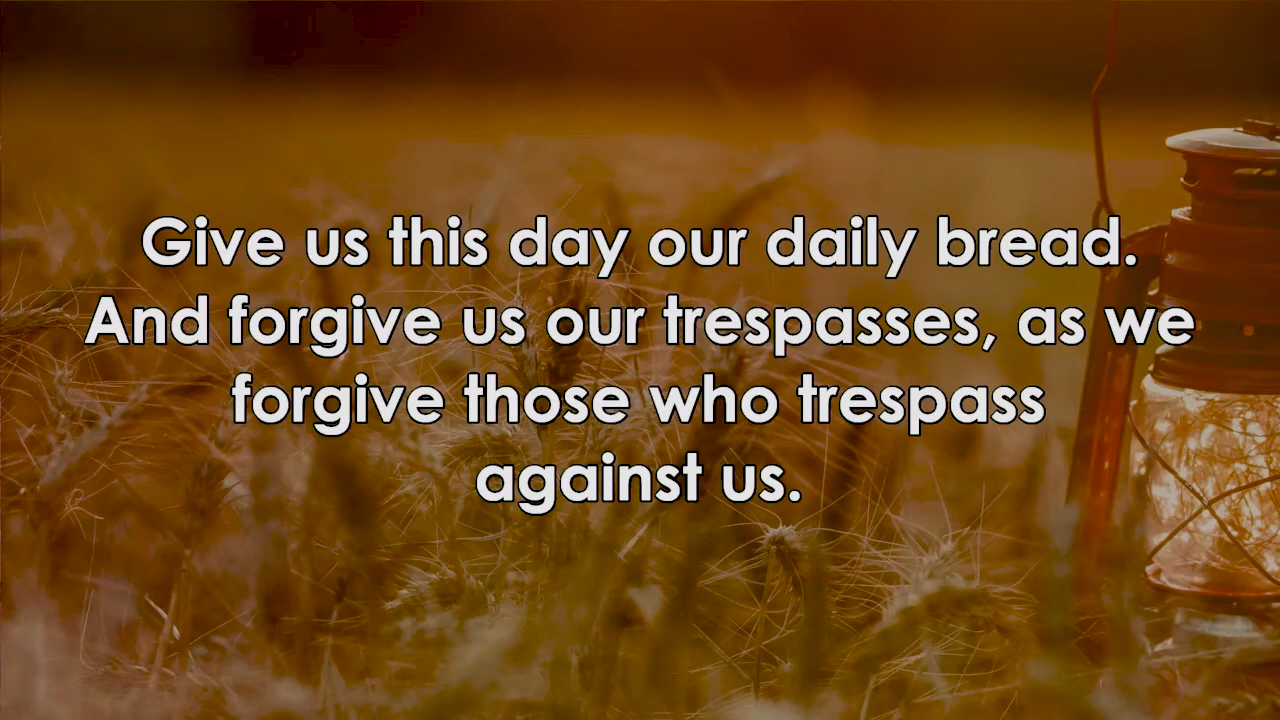 Give us this day our daily bread.
And forgive us our trespasses, as we
forgive those who trespass
against us.